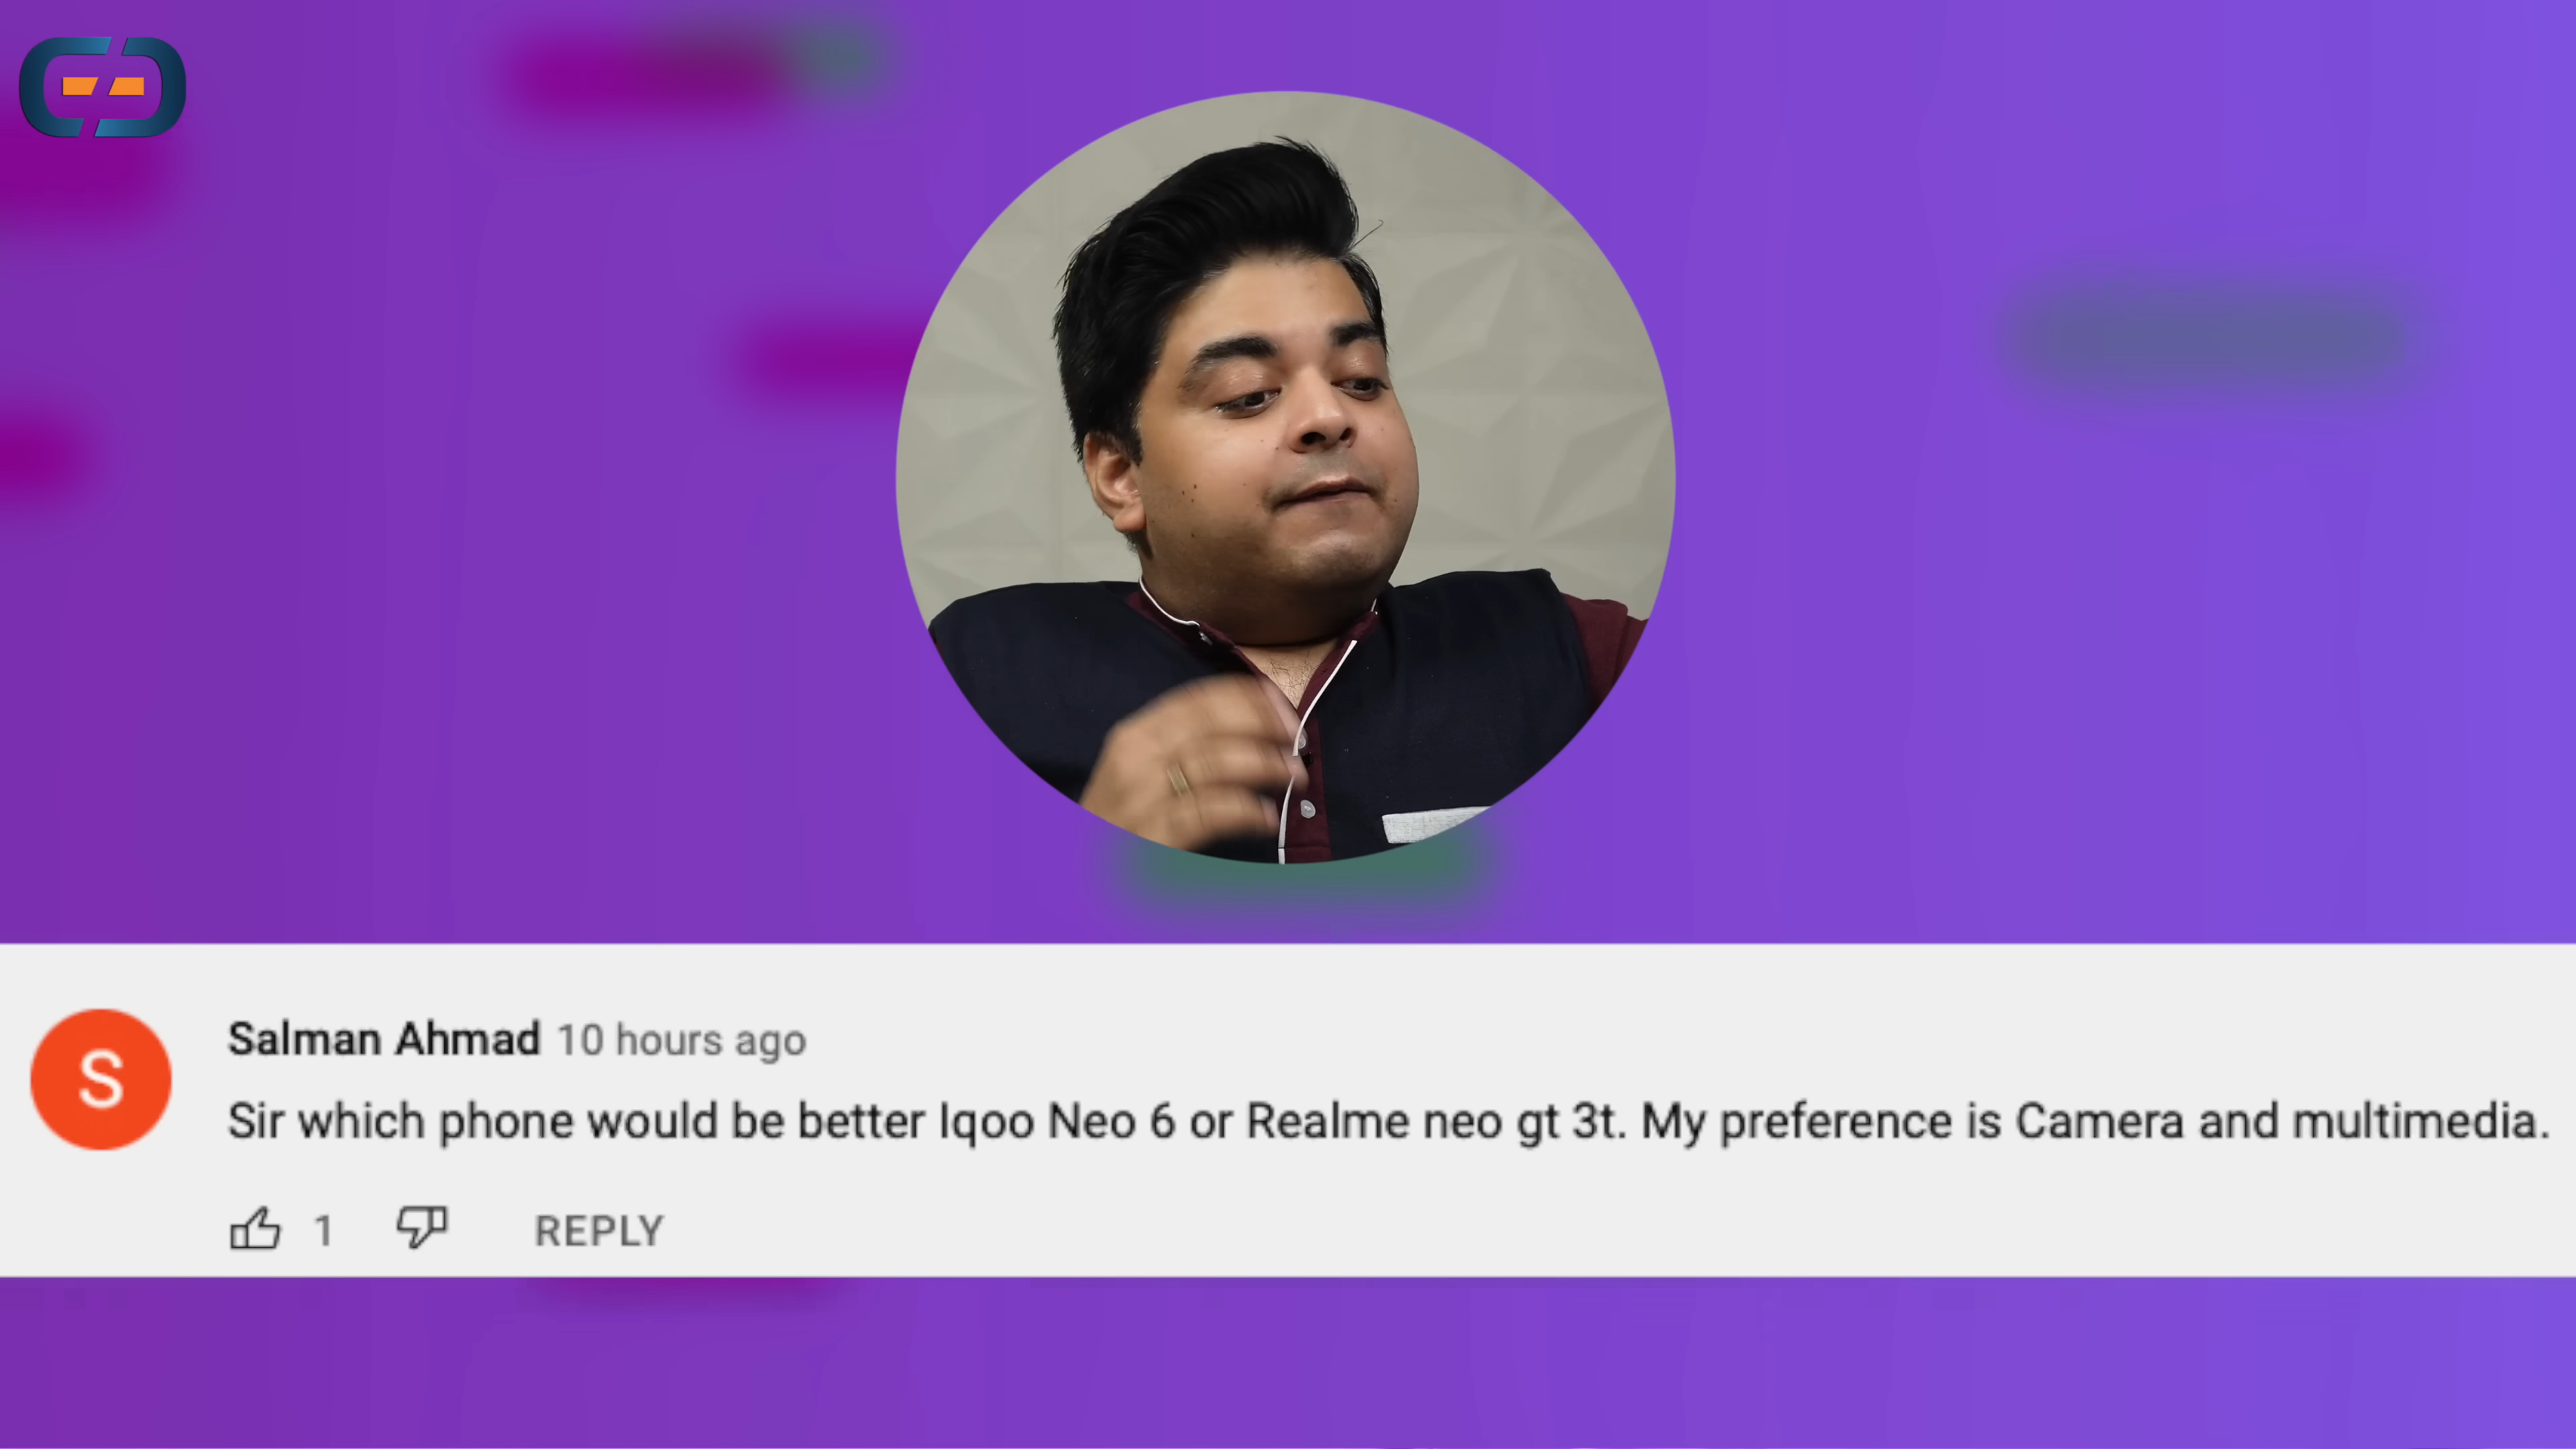 Salman Ahmad 10 hours ago
S
Sir which phone would be better Iqoo Neo 6 or Realme neo gt 3t. My preference is Camera and multimedia.
1 REPLY